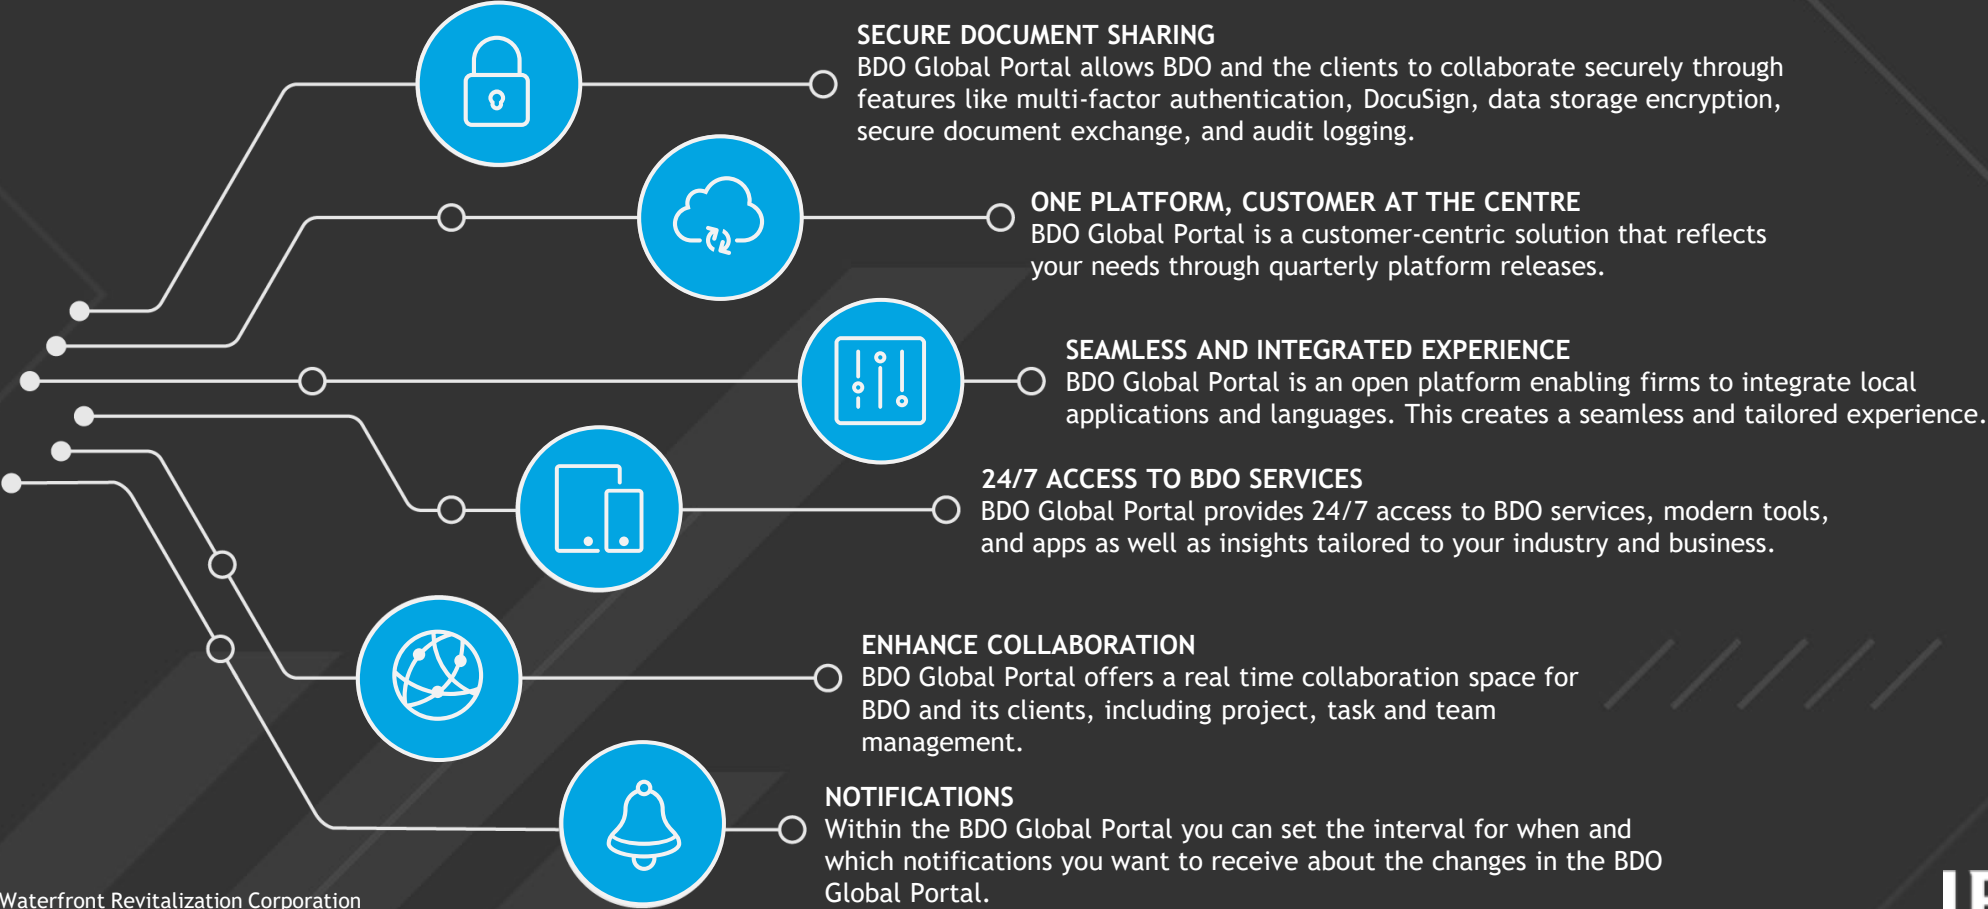 SECURE DOCUMENT SHARING
BDO Global Portal allows BDO and the clients to collaborate securely through
features like multi-factor authentication, DocuSign, data storage encryption,
secure document exchange, and audit logging.
ONE PLATFORM, CUSTOMER AT THE CENTRE
BDO Global Portal is a customer-centric solution that reflects
your needs through quarterly platform releases.
SEAMLESS AND INTEGRATED EXPERIENCE
BDO Global Portal is an open platform enabling firms to integrate local
applications and languages. This creates a seamless and tailored experience.
24/7 ACCESS TO BDO SERVICES
BDO Global Portal provides 24/7 access to BDO services, modern tools,
and apps as well as insights tailored to your industry and business.
ENHANCE COLLABORATION
BDO Global Portal offers a real time collaboration space for
BDO and its clients, including project, task and team
management.
NOTIFICATIONS
Within the BDO Global Portal you can set the interval for when and
which notifications you want to receive about the changes in the BDO
Global Portal.
Waterfront Revitalization Corporation